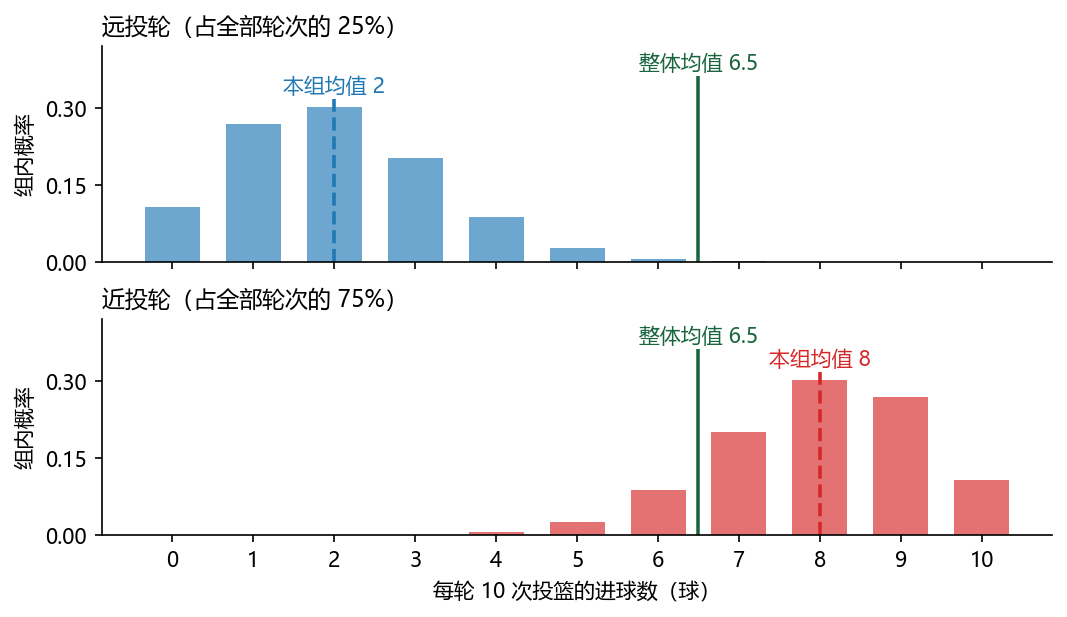 远投轮（占全部轮次的 25%）
整体均值 6.5
本组均值 2
组内概率
0.30
0.15
0.00
近投轮（占全部轮次的 75%）
整体均值 6.5
本组均值 8
组内概率
0.30
0.15
0.00
0 1 2 3 4 5 6 7 8 9 10
每轮 10 次投篮的进球数（球）